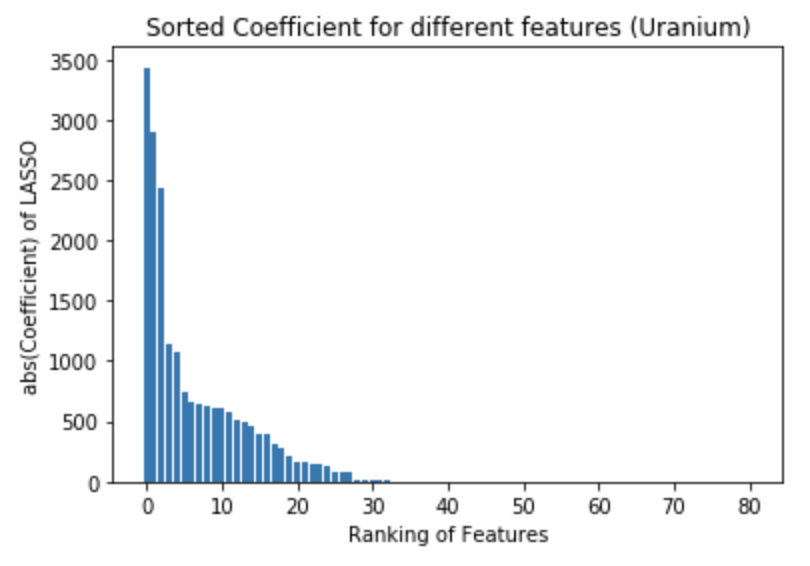 Sorted Coefficient for different features (Uranium)
3500
3000
2500
2000
1500
1000
500
0
abs(Coefficient) of LASSO
0 10 20 30 40 50 60 70 80
Ranking of Features